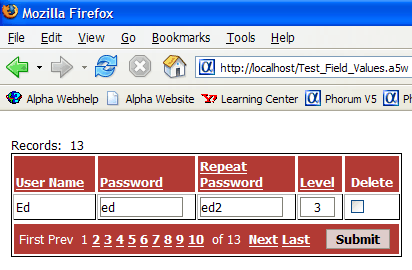 Mozilla Firefox
File Edit View Go Bookmarks Tools Help
http://localhost/Test_Field_Values.a5w
Alpha Webhelp Alpha Website Learning Center Phorum V5
Records: 13
User Name Password Repeat Password Level Delete
Ed ed ed2 3
First Prev 1 2 3 4 5 6 7 8 9 10 of 13 Next Last Submit